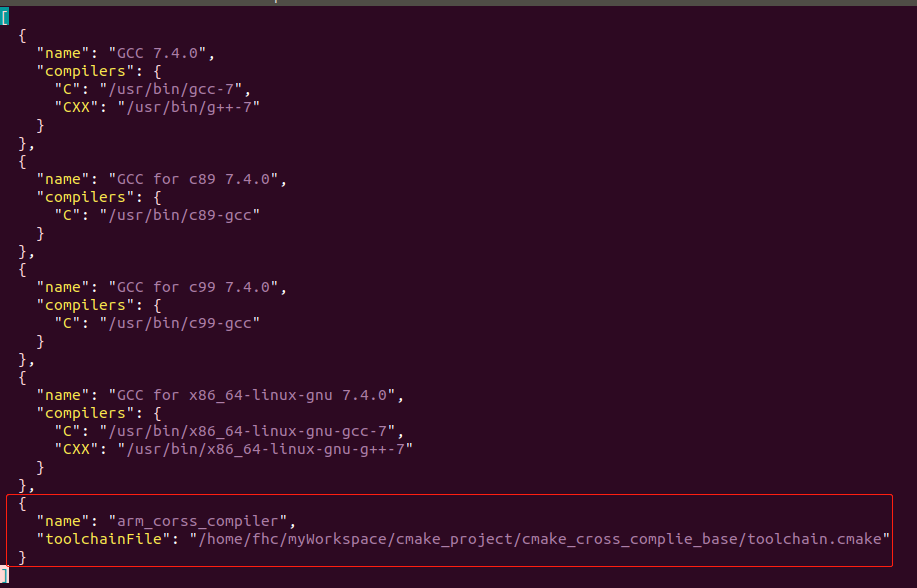 [
  {
    "name": "GCC 7.4.0",
    "compilers": {
      "C": "/usr/bin/gcc-7",
      "CXX": "/usr/bin/g++-7"
    }
  },
  {
    "name": "GCC for c89 7.4.0",
    "compilers": {
      "C": "/usr/bin/c89-gcc"
    }
  },
  {
    "name": "GCC for c99 7.4.0",
    "compilers": {
      "C": "/usr/bin/c99-gcc"
    }
  },
  {
    "name": "GCC for x86_64-linux-gnu 7.4.0",
    "compilers": {
      "C": "/usr/bin/x86_64-linux-gnu-gcc-7",
      "CXX": "/usr/bin/x86_64-linux-gnu-g++-7"
    }
  },
  {
    "name": "arm_corss_compiler",
    "toolchainFile": "/home/fhc/myWorkspace/cmake_project/cmake_cross_complie_base/toolchain.cmake"
  }
]